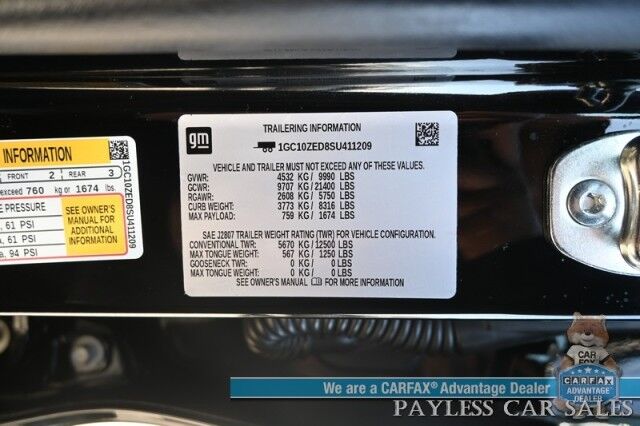 INFORMATION
FRONT 2 REAR 3
exceed 760 kg or 1674 lbs.
PRESSURE
, 61 PSI
, 61 PSI
a. 94 PSI
SEE OWNER'S
MANUAL FOR
ADDITIONAL
INFORMATION
1GC10ZED8SU411209
gm
TRAILERING INFORMATION
1GC10ZED8SU411209
VEHICLE AND TRAILER MUST NOT EXCEED ANY OF THESE VALUES:
GVWR: 4532 KG / 9990 LBS
GCWR: 9707 KG / 21400 LBS
RGAWR: 2608 KG / 5750 LBS
CURB WEIGHT: 3773 KG / 8316 LBS
MAX PAYLOAD: 759 KG / 1674 LBS
SAE J2807 TRAILER WEIGHT RATING (TWR) FOR VEHICLE CONFIGURATION.
CONVENTIONAL TWR: 5670 KG / 12500 LBS
MAX TONGUE WEIGHT: 567 KG / 1250 LBS
GOOSENECK TWR: 0 KG / 0 LBS
MAX TONGUE WEIGHT: 0 KG / 0 LBS
SEE OWNER'S MANUAL FOR MORE INFORMATION
We are a CARFAX® Advantage Dealer
PAYLESS CAR SALES
CAR
FOX
CARFAX
ADVANTAGE
DEALER